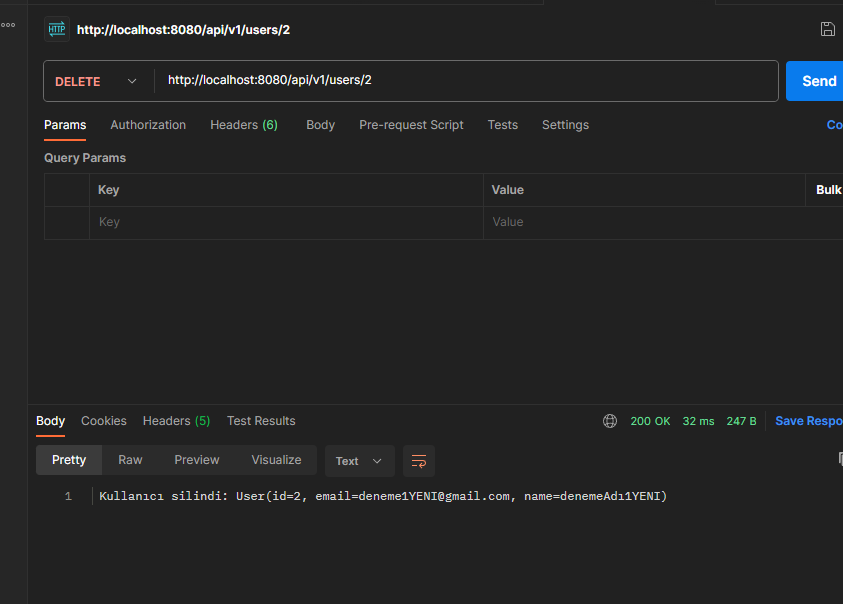 HTTP http://localhost:8080/api/v1/users/2
DELETE http://localhost:8080/api/v1/users/2 Send
Params Authorization Headers (6) Body Pre-request Script Tests Settings Co
Query Params
Key Value Bulk
Key Value
Body Cookies Headers (5) Test Results 200 OK 32 ms 247 B Save Respo
Pretty Raw Preview Visualize Text
1 Kullanıcı silindi: User(id=2, email=deneme1YENI@gmail.com, name=denemeAdı1YENI)